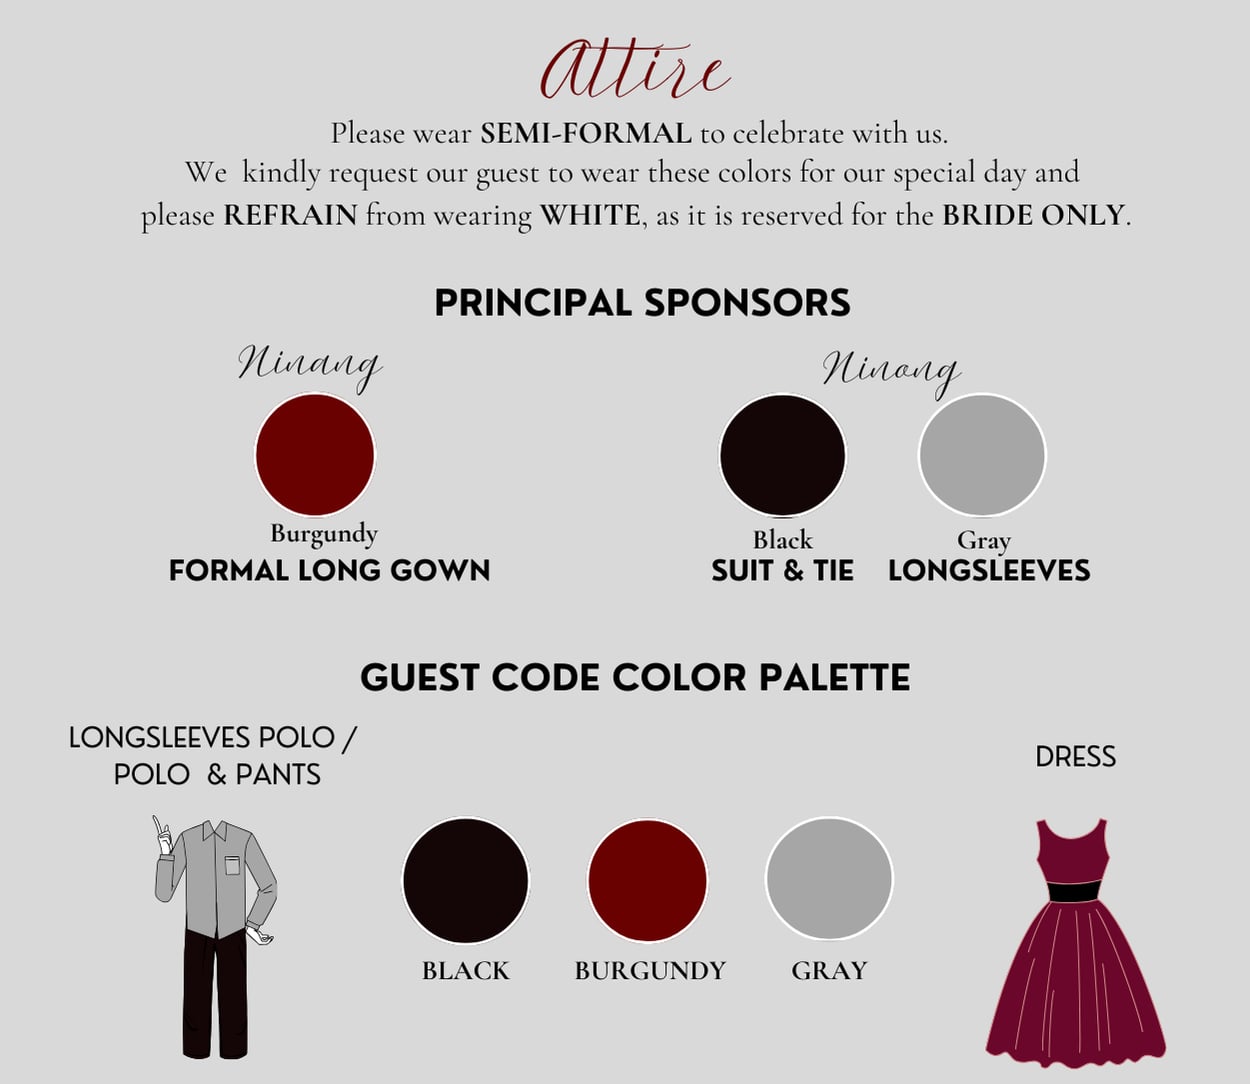 Attire
Please wear SEMI-FORMAL to celebrate with us.
We kindly request our guest to wear these colors for our special day and
please REFRAIN from wearing WHITE, as it is reserved for the BRIDE ONLY.
PRINCIPAL SPONSORS
Ninang
Ninong
Burgundy
FORMAL LONG GOWN
Black
SUIT & TIE
Gray
LONGSLEEVES
GUEST CODE COLOR PALETTE
LONGSLEEVES POLO /
POLO & PANTS
DRESS
BLACK
BURGUNDY
GRAY